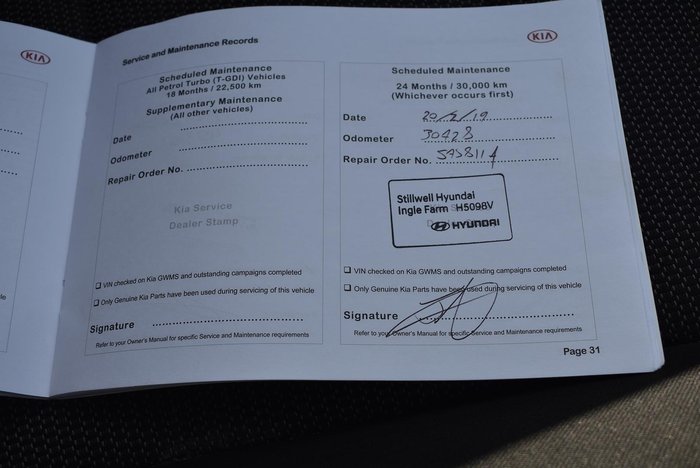 KIA
Service and Maintenance Records
Scheduled Maintenance
All Petrol Turbo (T-GDI) Vehicles
18 Months / 22,500 km
Supplementary Maintenance
(All other vehicles)
Date
Odometer
Repair Order No.
Kia Service
Dealer Stamp
❑ VIN checked on Kia GWMS and outstanding campaigns completed
❑ Only Genuine Kia Parts have been used during servicing of this vehicle
Signature
Refer to your Owner's Manual for specific Service and Maintenance requirements
KIA
Scheduled Maintenance
24 Months / 30,000 km
(Whichever occurs first)
Date
Odometer 30428
Repair Order No.
Stillwell Hyundai
Ingle Farm H5098V
HYUNDAI
❑ VIN checked on Kia GWMS and outstanding campaigns completed
❑ Only Genuine Kia Parts have been used during servicing of this vehicle
Signature
Refer to your Owner's Manual for specific Service and Maintenance requirements
Page 31